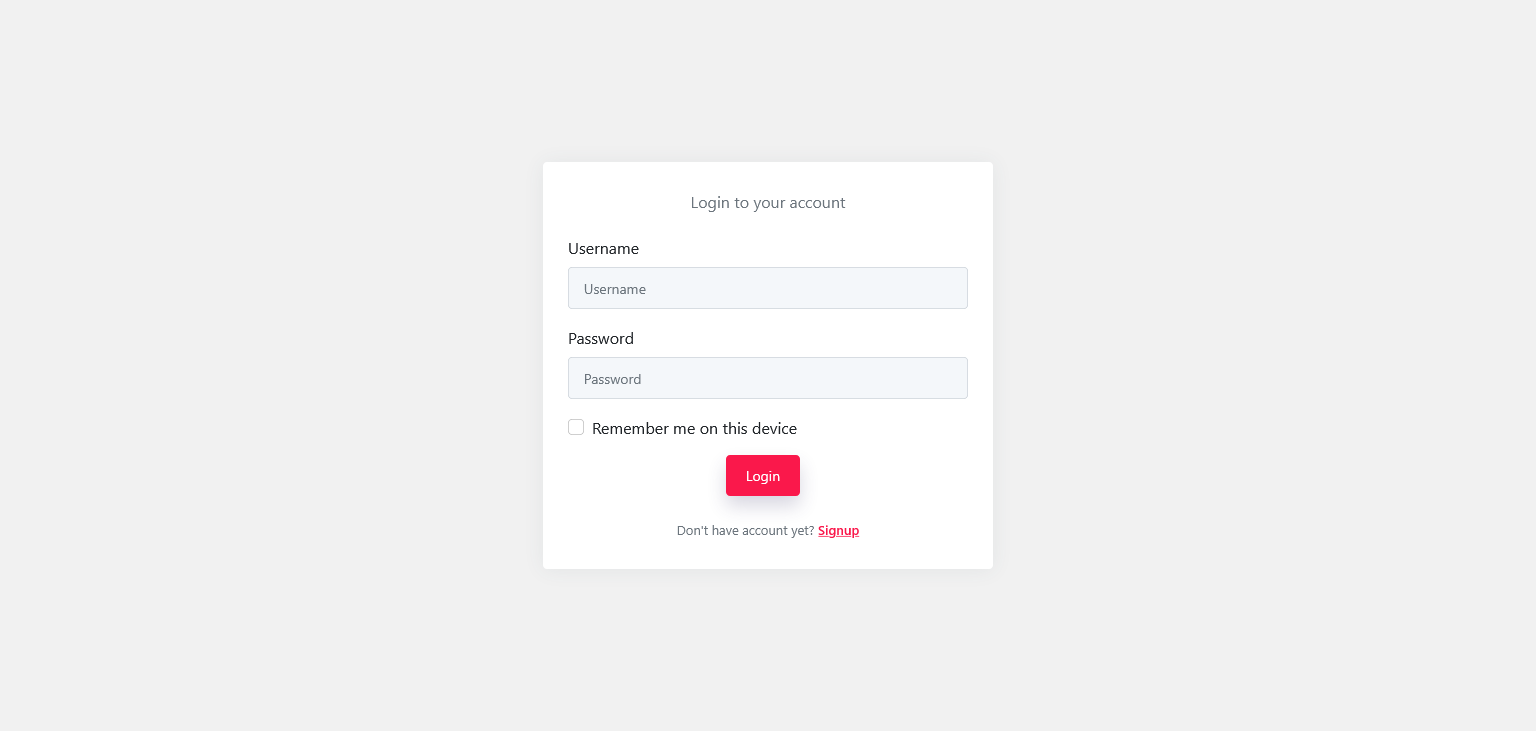 Login to your account
Username
Username
Password
Password
Remember me on this device
Login
Don't have account yet? Signup